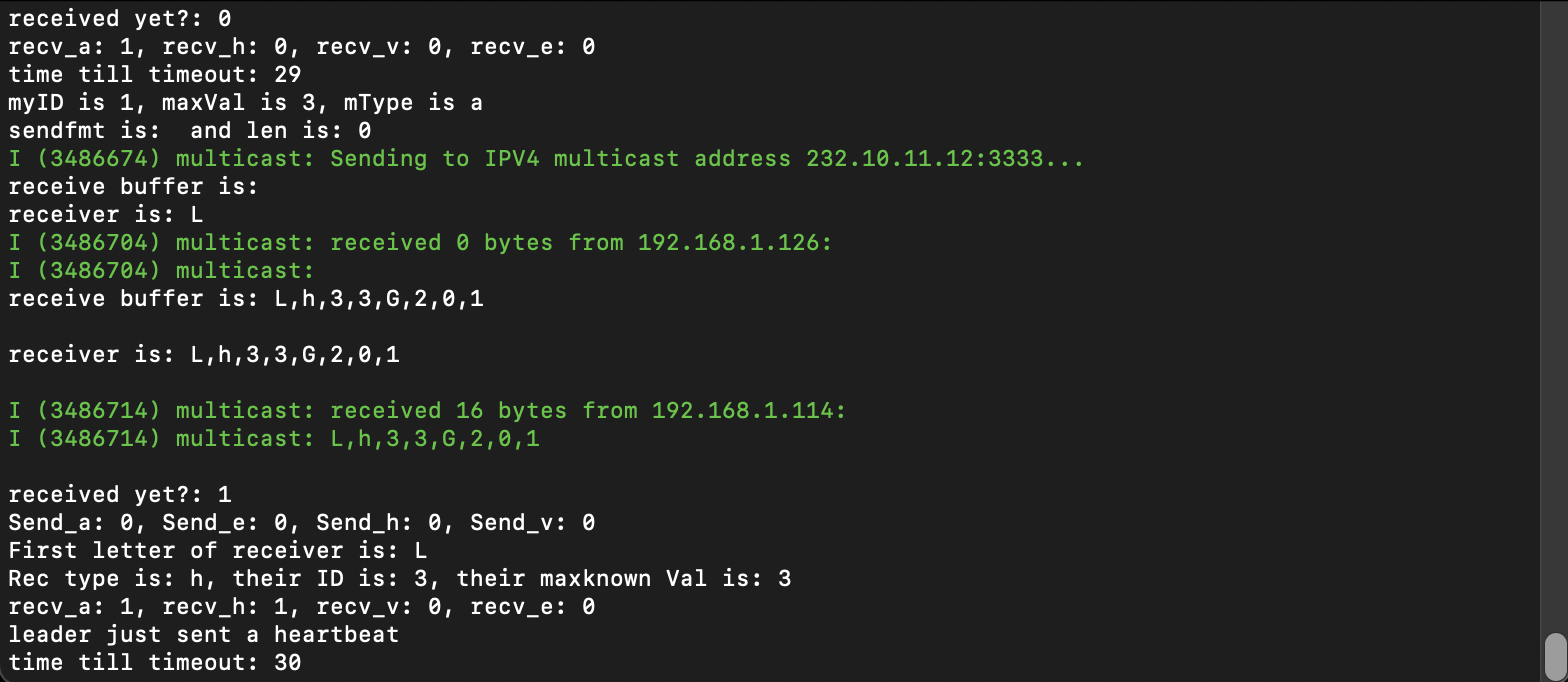 received yet?: 0
recv_a: 1, recv_h: 0, recv_v: 0, recv_e: 0
time till timeout: 29
myID is 1, maxVal is 3, mType is a
sendfmt is:  and len is: 0
I (3486674) multicast: Sending to IPV4 multicast address 232.10.11.12:3333...
receive buffer is:
receiver is: L
I (3486704) multicast: received 0 bytes from 192.168.1.126:
I (3486704) multicast:
receive buffer is: L,h,3,3,G,2,0,1
receiver is: L,h,3,3,G,2,0,1
I (3486714) multicast: received 16 bytes from 192.168.1.114:
I (3486714) multicast: L,h,3,3,G,2,0,1
received yet?: 1
Send_a: 0, Send_e: 0, Send_h: 0, Send_v: 0
First letter of receiver is: L
Rec type is: h, their ID is: 3, their maxknown Val is: 3
recv_a: 1, recv_h: 1, recv_v: 0, recv_e: 0
leader just sent a heartbeat
time till timeout: 30